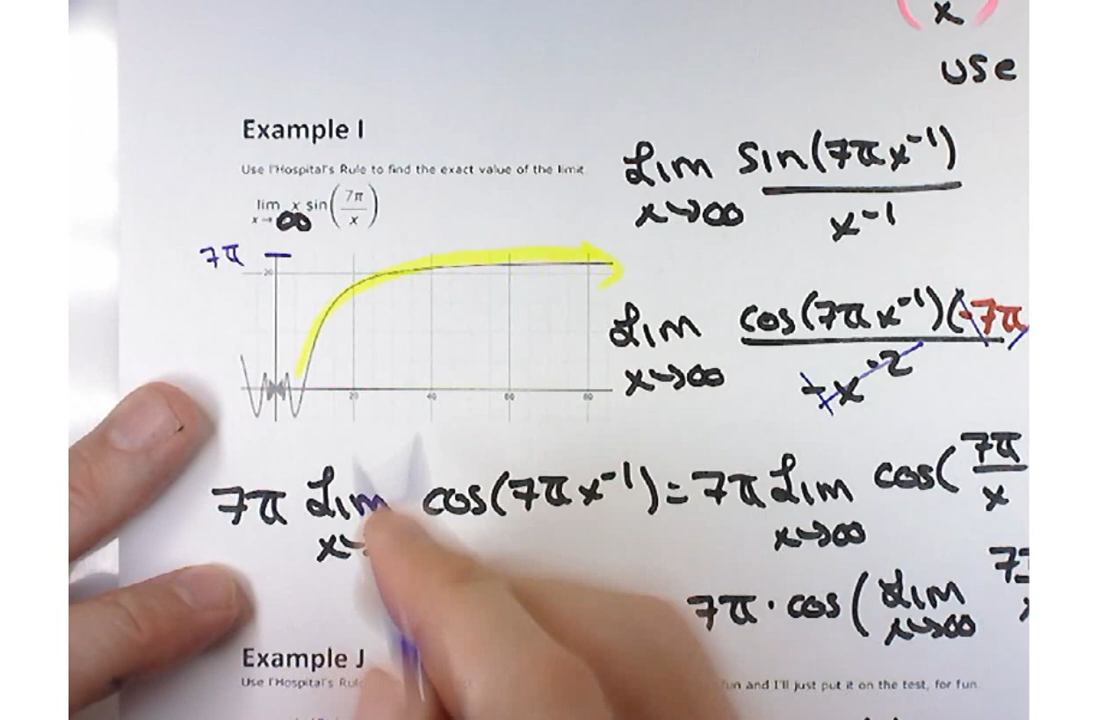 ( x )
use
Example I
Use l'Hospital's Rule to find the exact value of the limit.
lim x→∞ x sin(7π/x)
Lim x→∞ sin(7πx⁻¹) / x⁻¹
7π
20
Lim x→∞ cos(7πx⁻¹)(-7π / -x⁻²
20 40 60 80
7π Lim x→ cos(7πx⁻¹) = 7π Lim x→∞ cos(7π/x
7π · cos(Lim x→∞ 7π/x
Example J
Use l'Hospital's Rul fun and I'll just put it on the test, for fun.